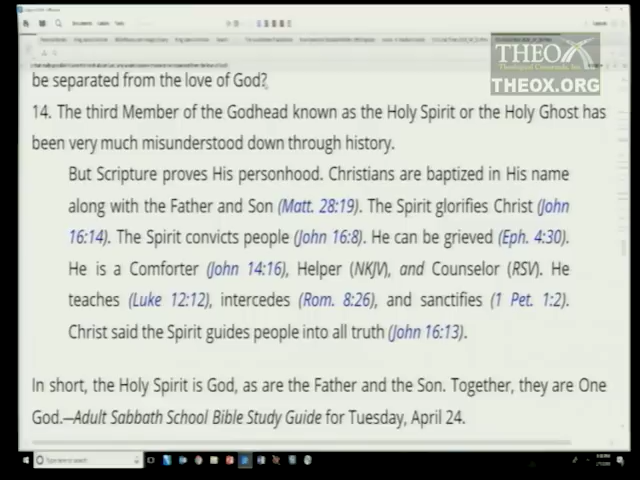 THEOX
THEOX.ORG
be separated from the love of God?
14. The third Member of the Godhead known as the Holy Spirit or the Holy Ghost has
been very much misunderstood down through history.
But Scripture proves His personhood. Christians are baptized in His name
along with the Father and Son (Matt. 28:19). The Spirit glorifies Christ (John
16:14). The Spirit convicts people (John 16:8). He can be grieved (Eph. 4:30).
He is a Comforter (John 14:16), Helper (NKJV), and Counselor (RSV). He
teaches (Luke 12:12), intercedes (Rom. 8:26), and sanctifies (1 Pet. 1:2).
Christ said the Spirit guides people into all truth (John 16:13).
In short, the Holy Spirit is God, as are the Father and the Son. Together, they are One
God.—Adult Sabbath School Bible Study Guide for Tuesday, April 24.